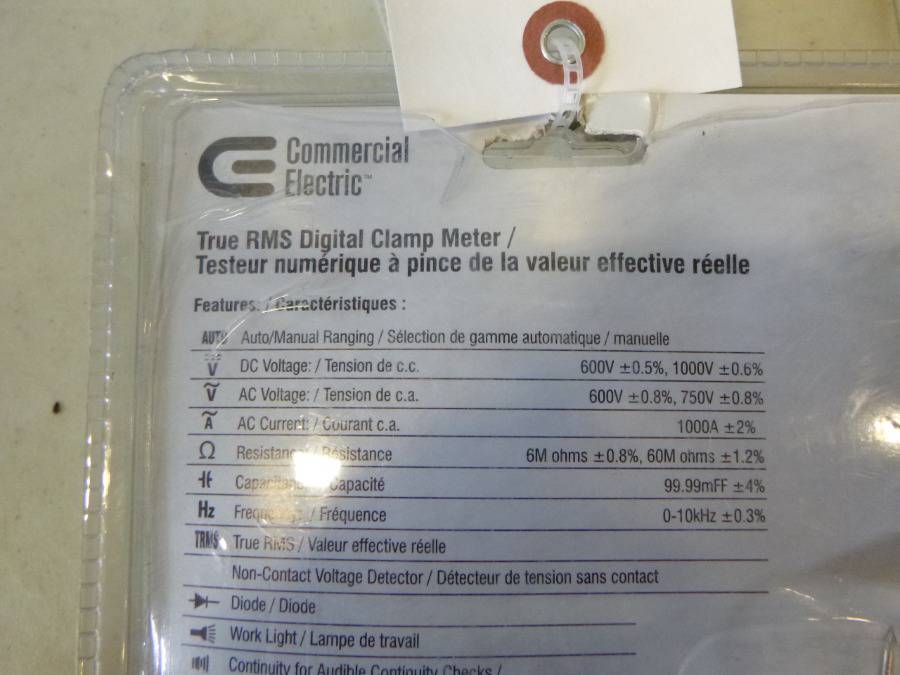 Commercial
Electric™
True RMS Digital Clamp Meter /
Testeur numérique à pince de la valeur effective réelle
Features: / Caractéristiques :
AUTO Auto/Manual Ranging / Sélection de gamme automatique / manuelle
V DC Voltage: / Tension de c.c. 600V ±0.5%, 1000V ±0.6%
V AC Voltage: / Tension de c.a. 600V ±0.8%, 750V ±0.8%
A AC Current: / Courant c.a. 1000A ±2%
Ω Resistance / Résistance 6M ohms ±0.8%, 60M ohms ±1.2%
Capacitance / Capacité 99.99mFF ±4%
Hz Frequency: / Fréquence 0-10kHz ±0.3%
TRMS True RMS / Valeur effective réelle
Non-Contact Voltage Detector / Détecteur de tension sans contact
Diode / Diode
Work Light / Lampe de travail
Continuity for Audible Continuity Checks /